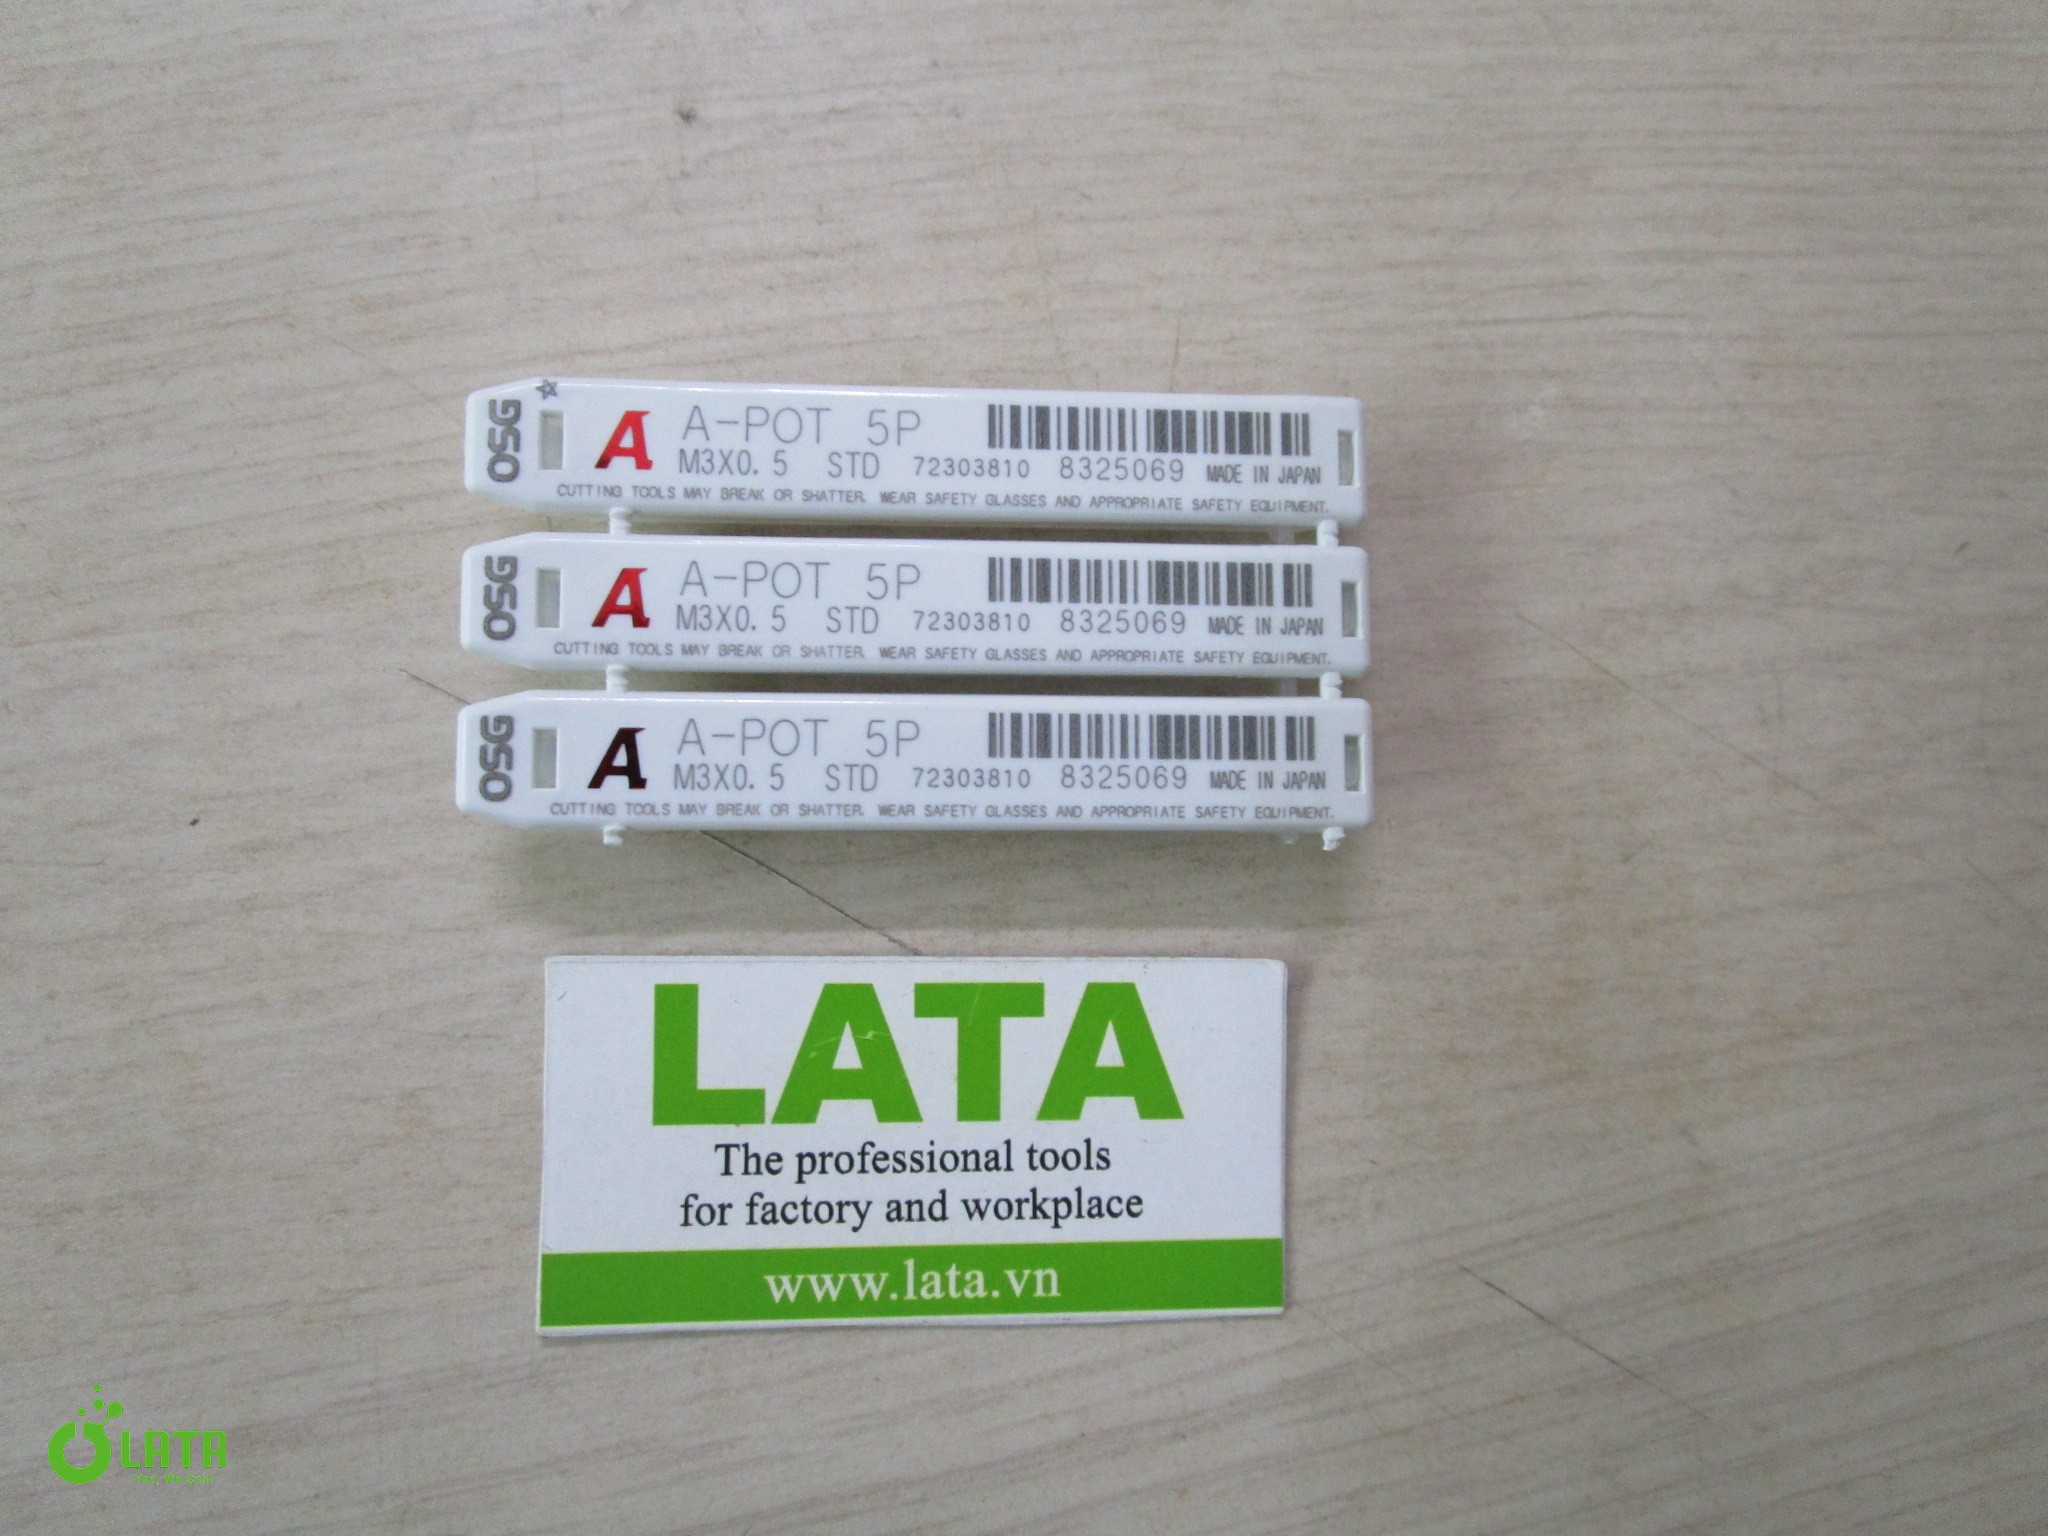 OSG
A A-POT 5P
M3X0.5 STD 72303810 8325069 MADE IN JAPAN
CUTTING TOOLS MAY BREAK OR SHATTER. WEAR SAFETY GLASSES AND APPROPRIATE SAFETY EQUIPMENT.
OSG
A A-POT 5P
M3X0.5 STD 72303810 8325069 MADE IN JAPAN
CUTTING TOOLS MAY BREAK OR SHATTER. WEAR SAFETY GLASSES AND APPROPRIATE SAFETY EQUIPMENT.
OSG
A A-POT 5P
M3X0.5 STD 72303810 8325069 MADE IN JAPAN
CUTTING TOOLS MAY BREAK OR SHATTER. WEAR SAFETY GLASSES AND APPROPRIATE SAFETY EQUIPMENT.
LATA
The professional tools
for factory and workplace
www.lata.vn
LATA
Yes, We Can!